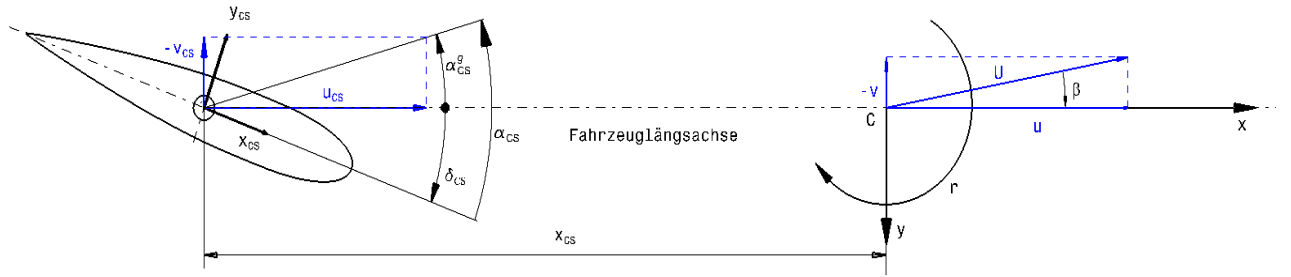 y_CS
-v_CS
α^g_CS
u_CS
α_CS
x_CS
δ_CS
Fahrzeuglängsachse
x_CS
-v
U
β
C
u
x
r
y